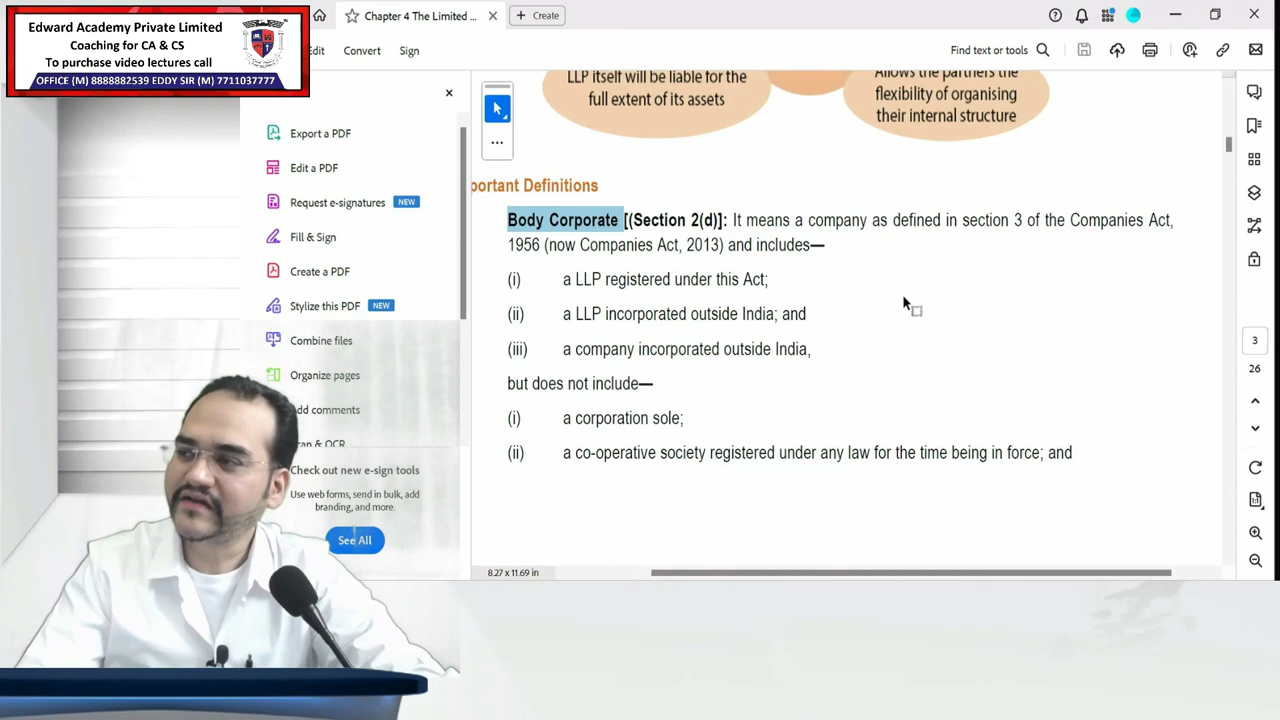 Edward Academy Private Limited
Coaching for CA & CS
To purchase video lectures call
OFFICE (M) 8888882539 EDDY SIR (M) 7711037777
Chapter 4 The Limited ...
Create
Edit
Convert
Sign
Find text or tools
Export a PDF
Edit a PDF
Request e-signatures NEW
Fill & Sign
Create a PDF
Stylize this PDF NEW
Combine files
Organize pages
dd comments
an & OCR
Check out new e-sign tools
Use web forms, send in bulk, add
branding, and more.
See All
LLP itself will be liable for the
full extent of its assets
Allows the partners the
flexibility of organising
their internal structure
portant Definitions
Body Corporate [(Section 2(d)]: It means a company as defined in section 3 of the Companies Act,
1956 (now Companies Act, 2013) and includes—
(i) a LLP registered under this Act;
(ii) a LLP incorporated outside India; and
(iii) a company incorporated outside India,
but does not include—
(i) a corporation sole;
(ii) a co-operative society registered under any law for the time being in force; and
3
26
8.27 x 11.69 in